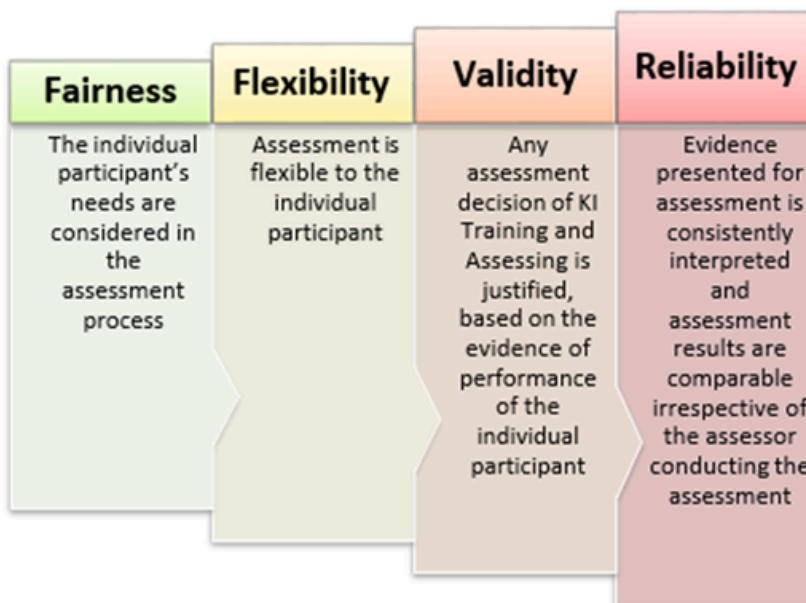 Fairness
The individual
participant's
needs are
considered in
the
assessment
process
Flexibility
Assessment is
flexible to the
individual
participant
Validity
Any
assessment
decision of KI
Training and
Assessing is
justified,
based on the
evidence of
performance
of the
individual
participant
Reliability
Evidence
presented for
assessment is
consistently
interpreted
and
assessment
results are
comparable
irrespective of
the assessor
conducting the
assessment